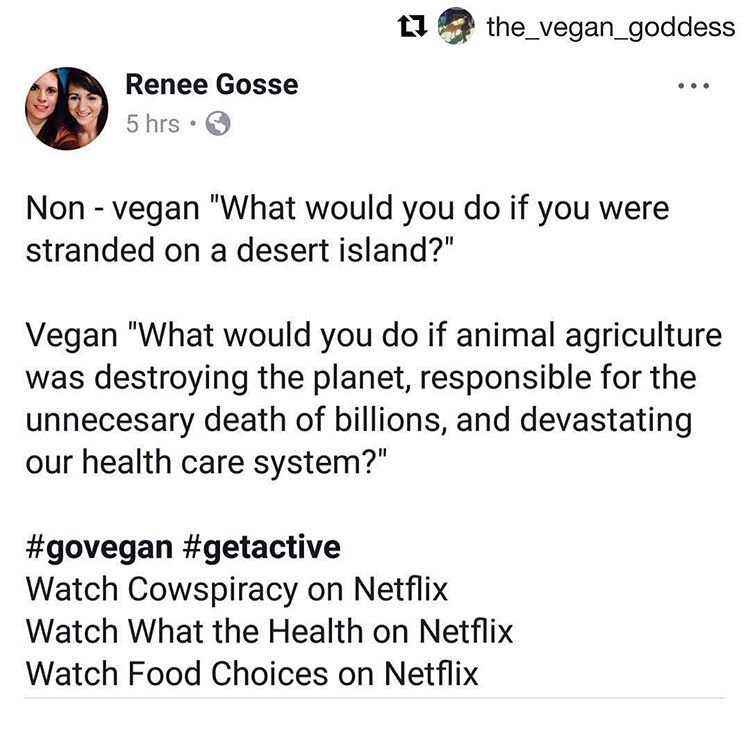 the_vegan_goddess
Renee Gosse
5 hrs •
Non - vegan "What would you do if you were
stranded on a desert island?"
Vegan "What would you do if animal agriculture
was destroying the planet, responsible for the
unnecesary death of billions, and devastating
our health care system?"
#govegan #getactive
Watch Cowspiracy on Netflix
Watch What the Health on Netflix
Watch Food Choices on Netflix